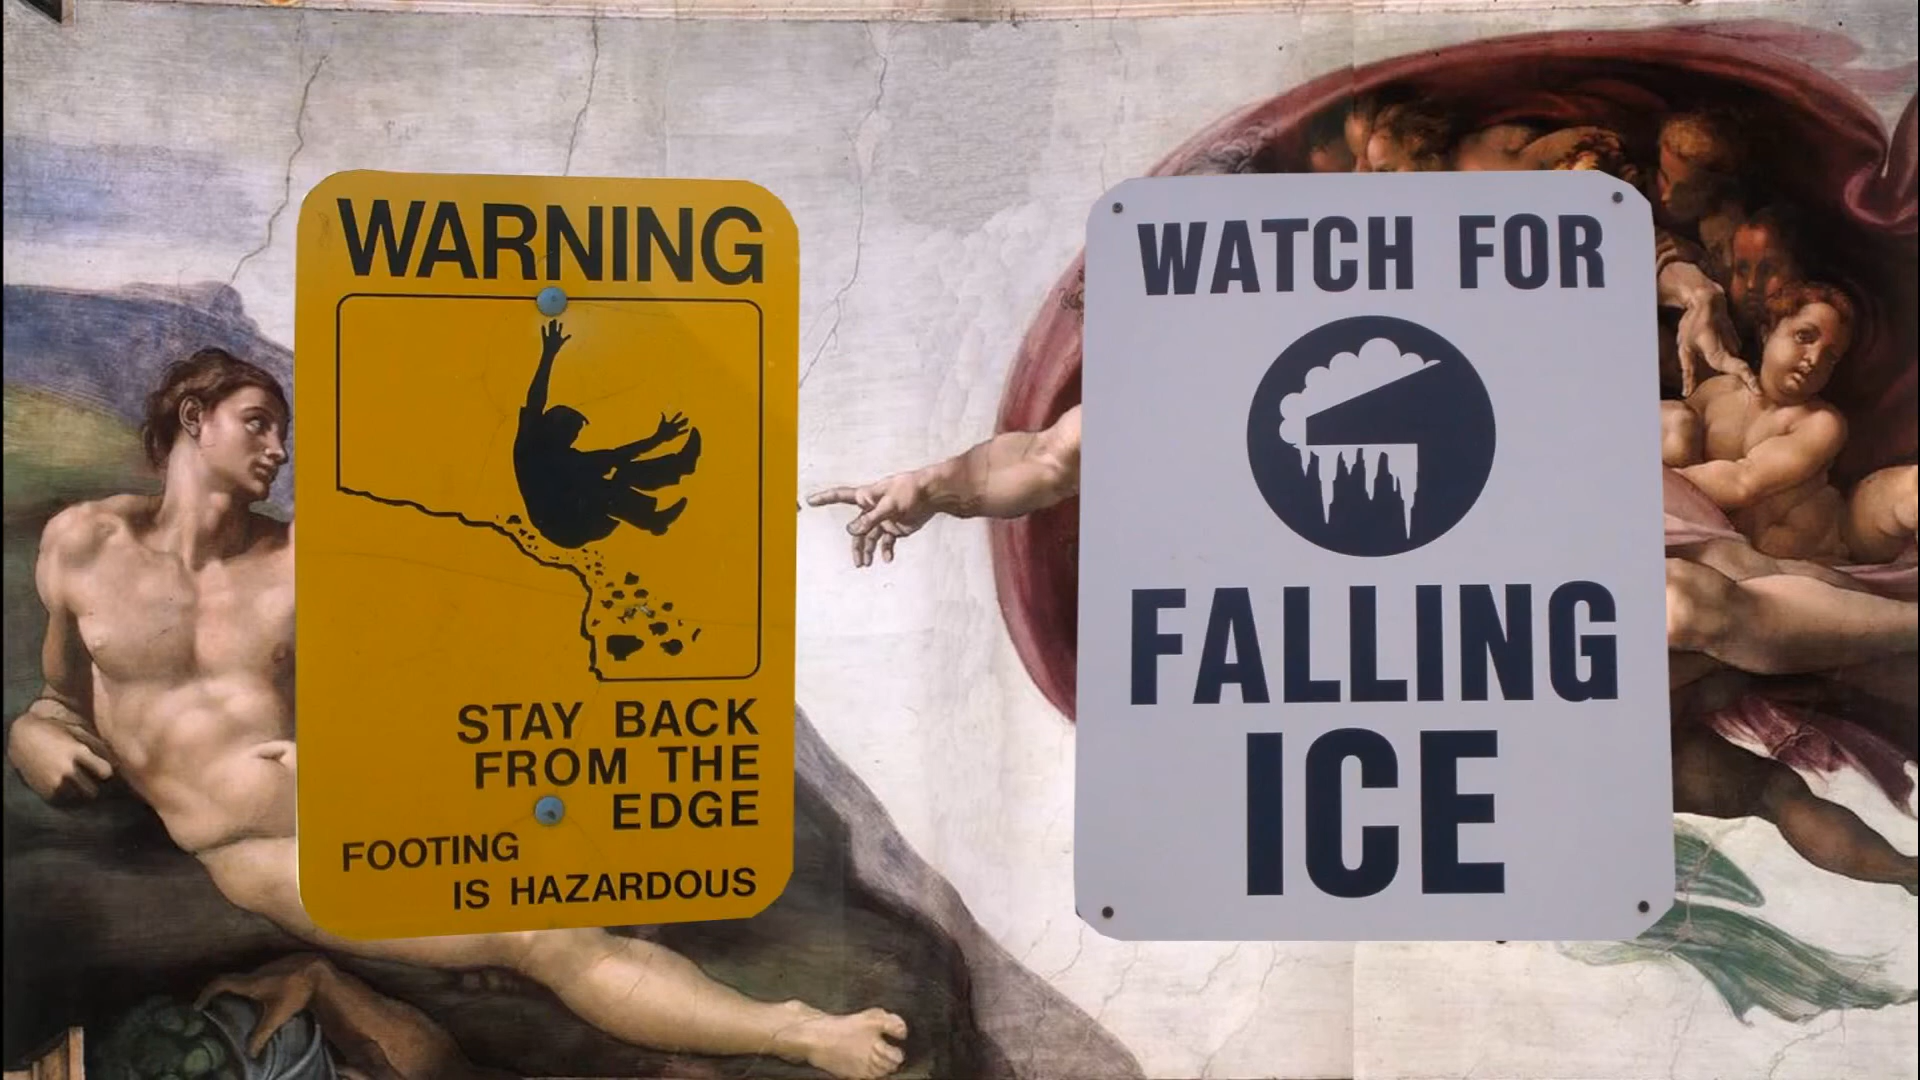 WARNING
STAY BACK
FROM THE
EDGE
FOOTING
IS HAZARDOUS
WATCH FOR
FALLING
ICE